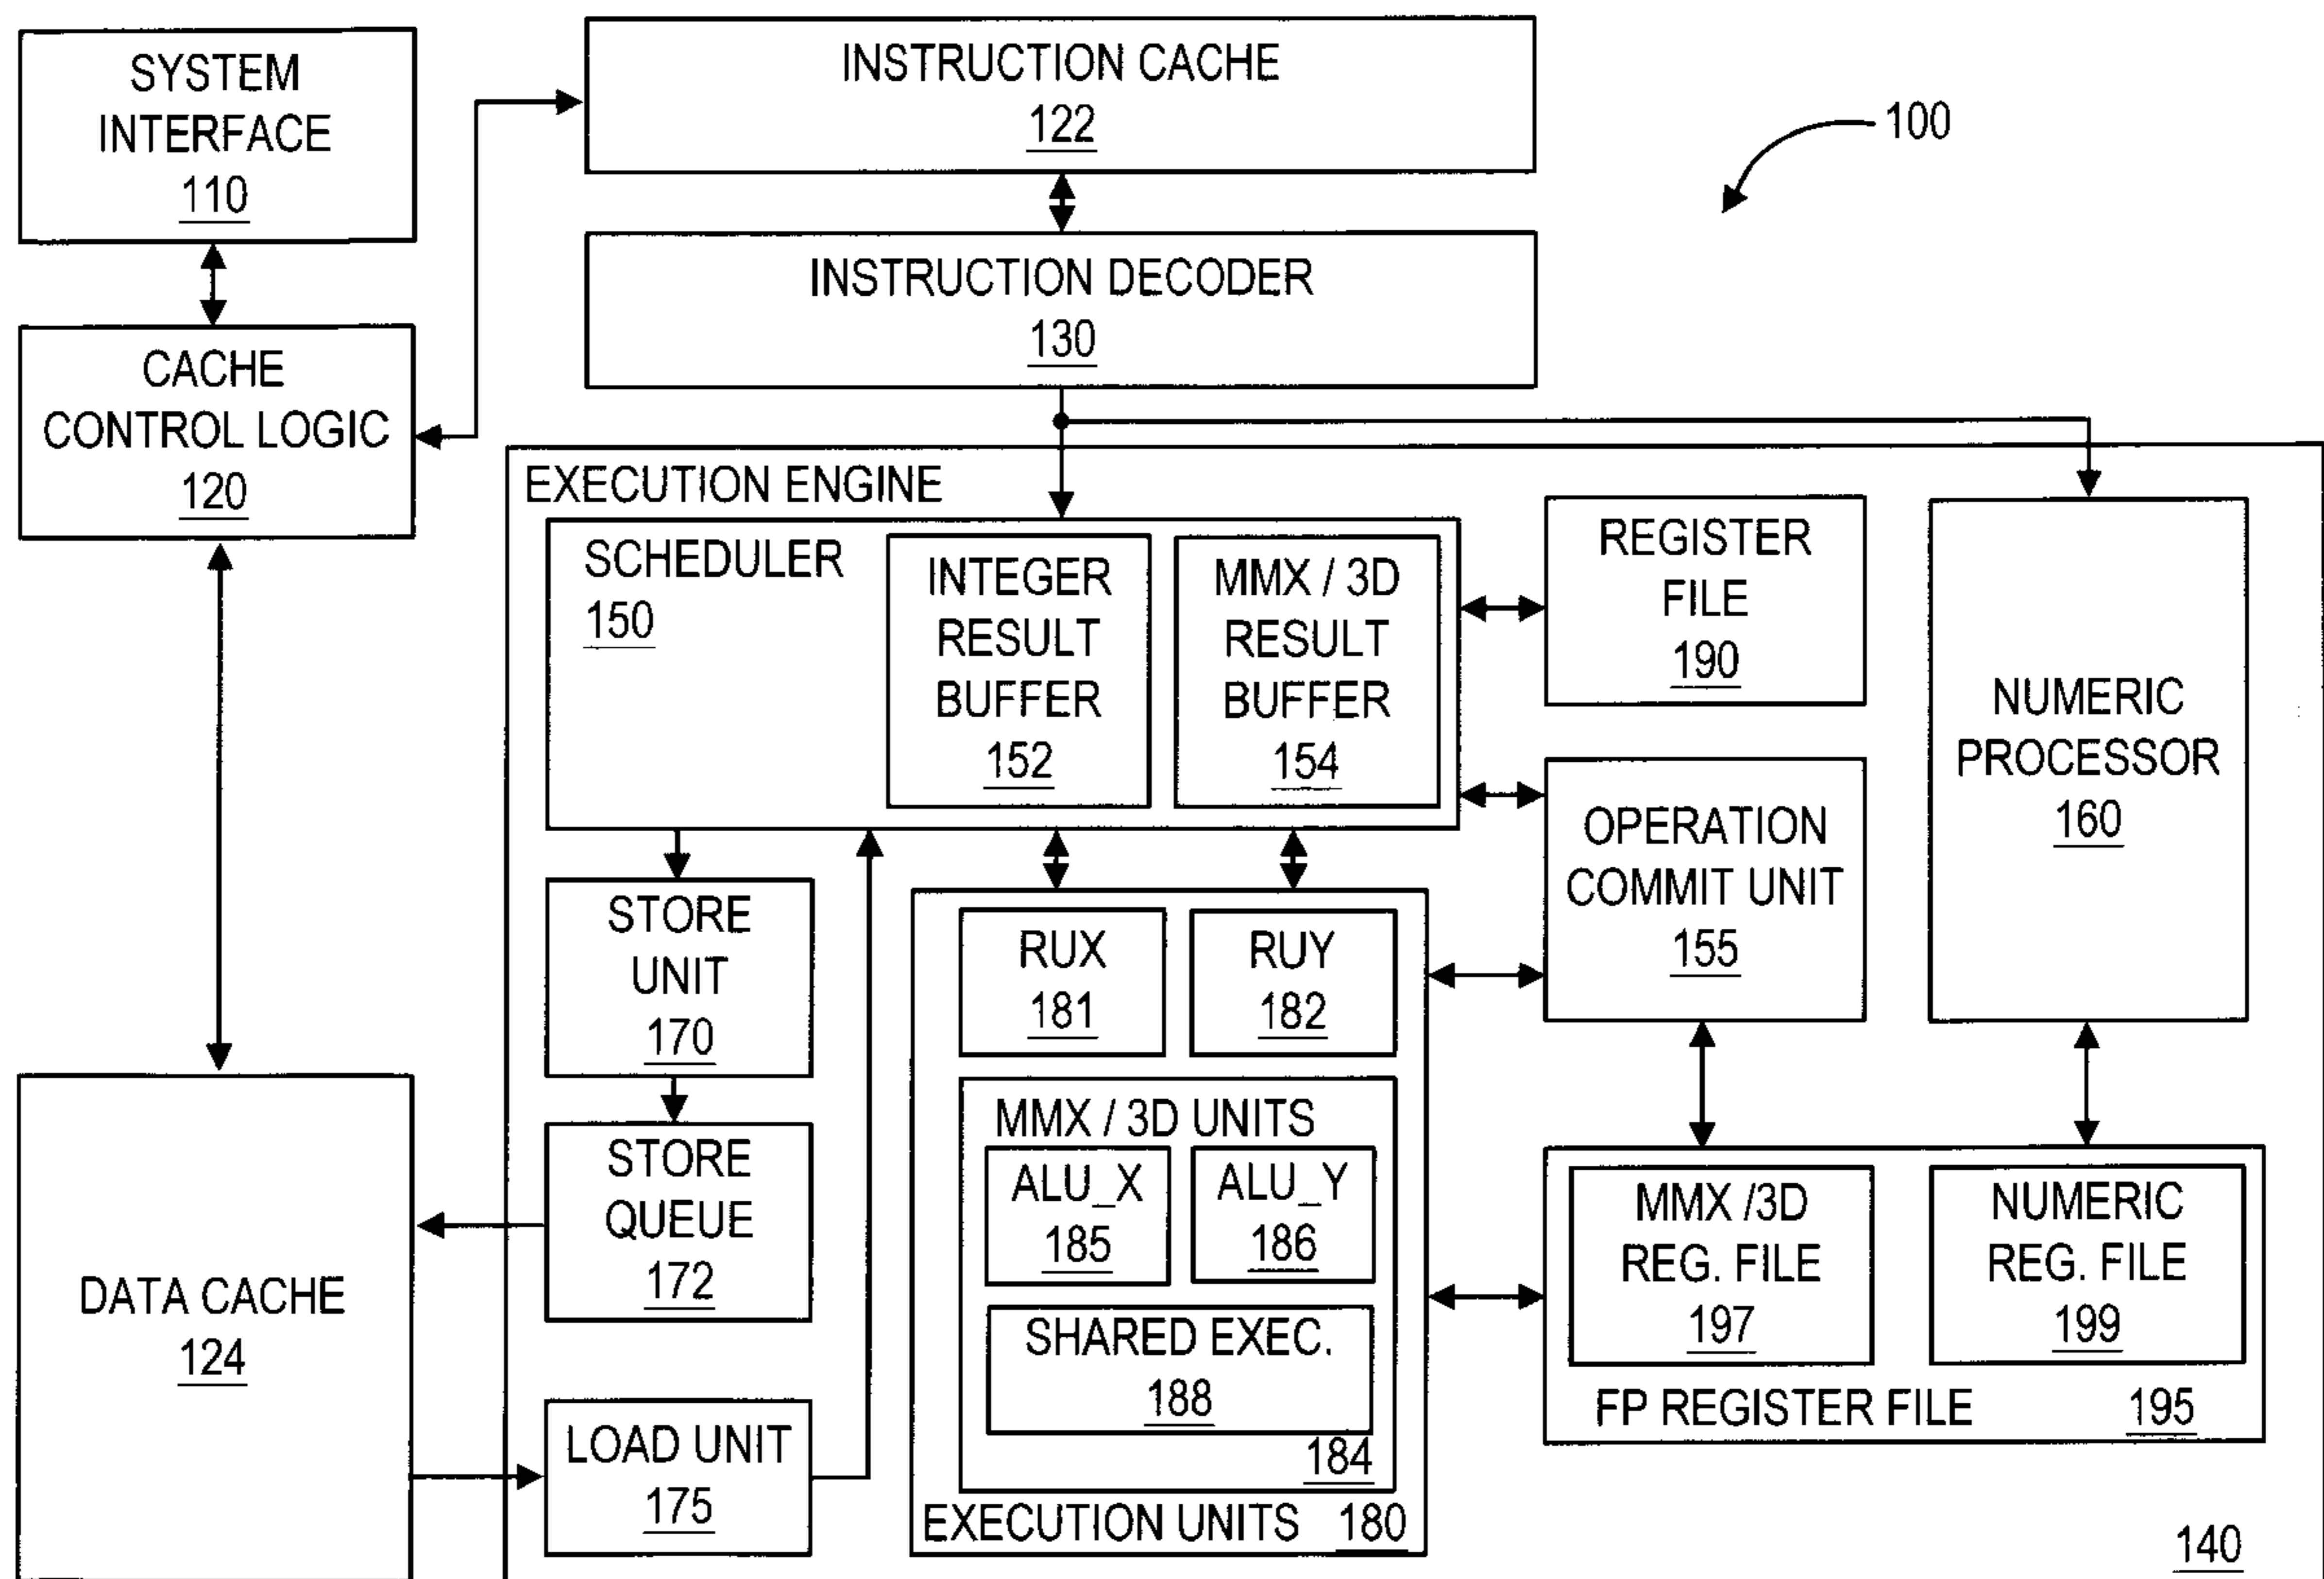 SYSTEM
INTERFACE
110
INSTRUCTION CACHE
122
100
INSTRUCTION DECODER
130
CACHE
CONTROL LOGIC
120
EXECUTION ENGINE
SCHEDULER
150
INTEGER
RESULT
BUFFER
152
MMX / 3D
RESULT
BUFFER
154
REGISTER
FILE
190
NUMERIC
PROCESSOR
160
OPERATION
COMMIT UNIT
155
STORE
UNIT
170
RUX
181
RUY
182
STORE
QUEUE
172
MMX / 3D UNITS
ALU_X
185
ALU_Y
186
SHARED EXEC.
188
184
EXECUTION UNITS 180
MMX /3D
REG. FILE
197
NUMERIC
REG. FILE
199
FP REGISTER FILE 195
DATA CACHE
124
LOAD UNIT
175
140